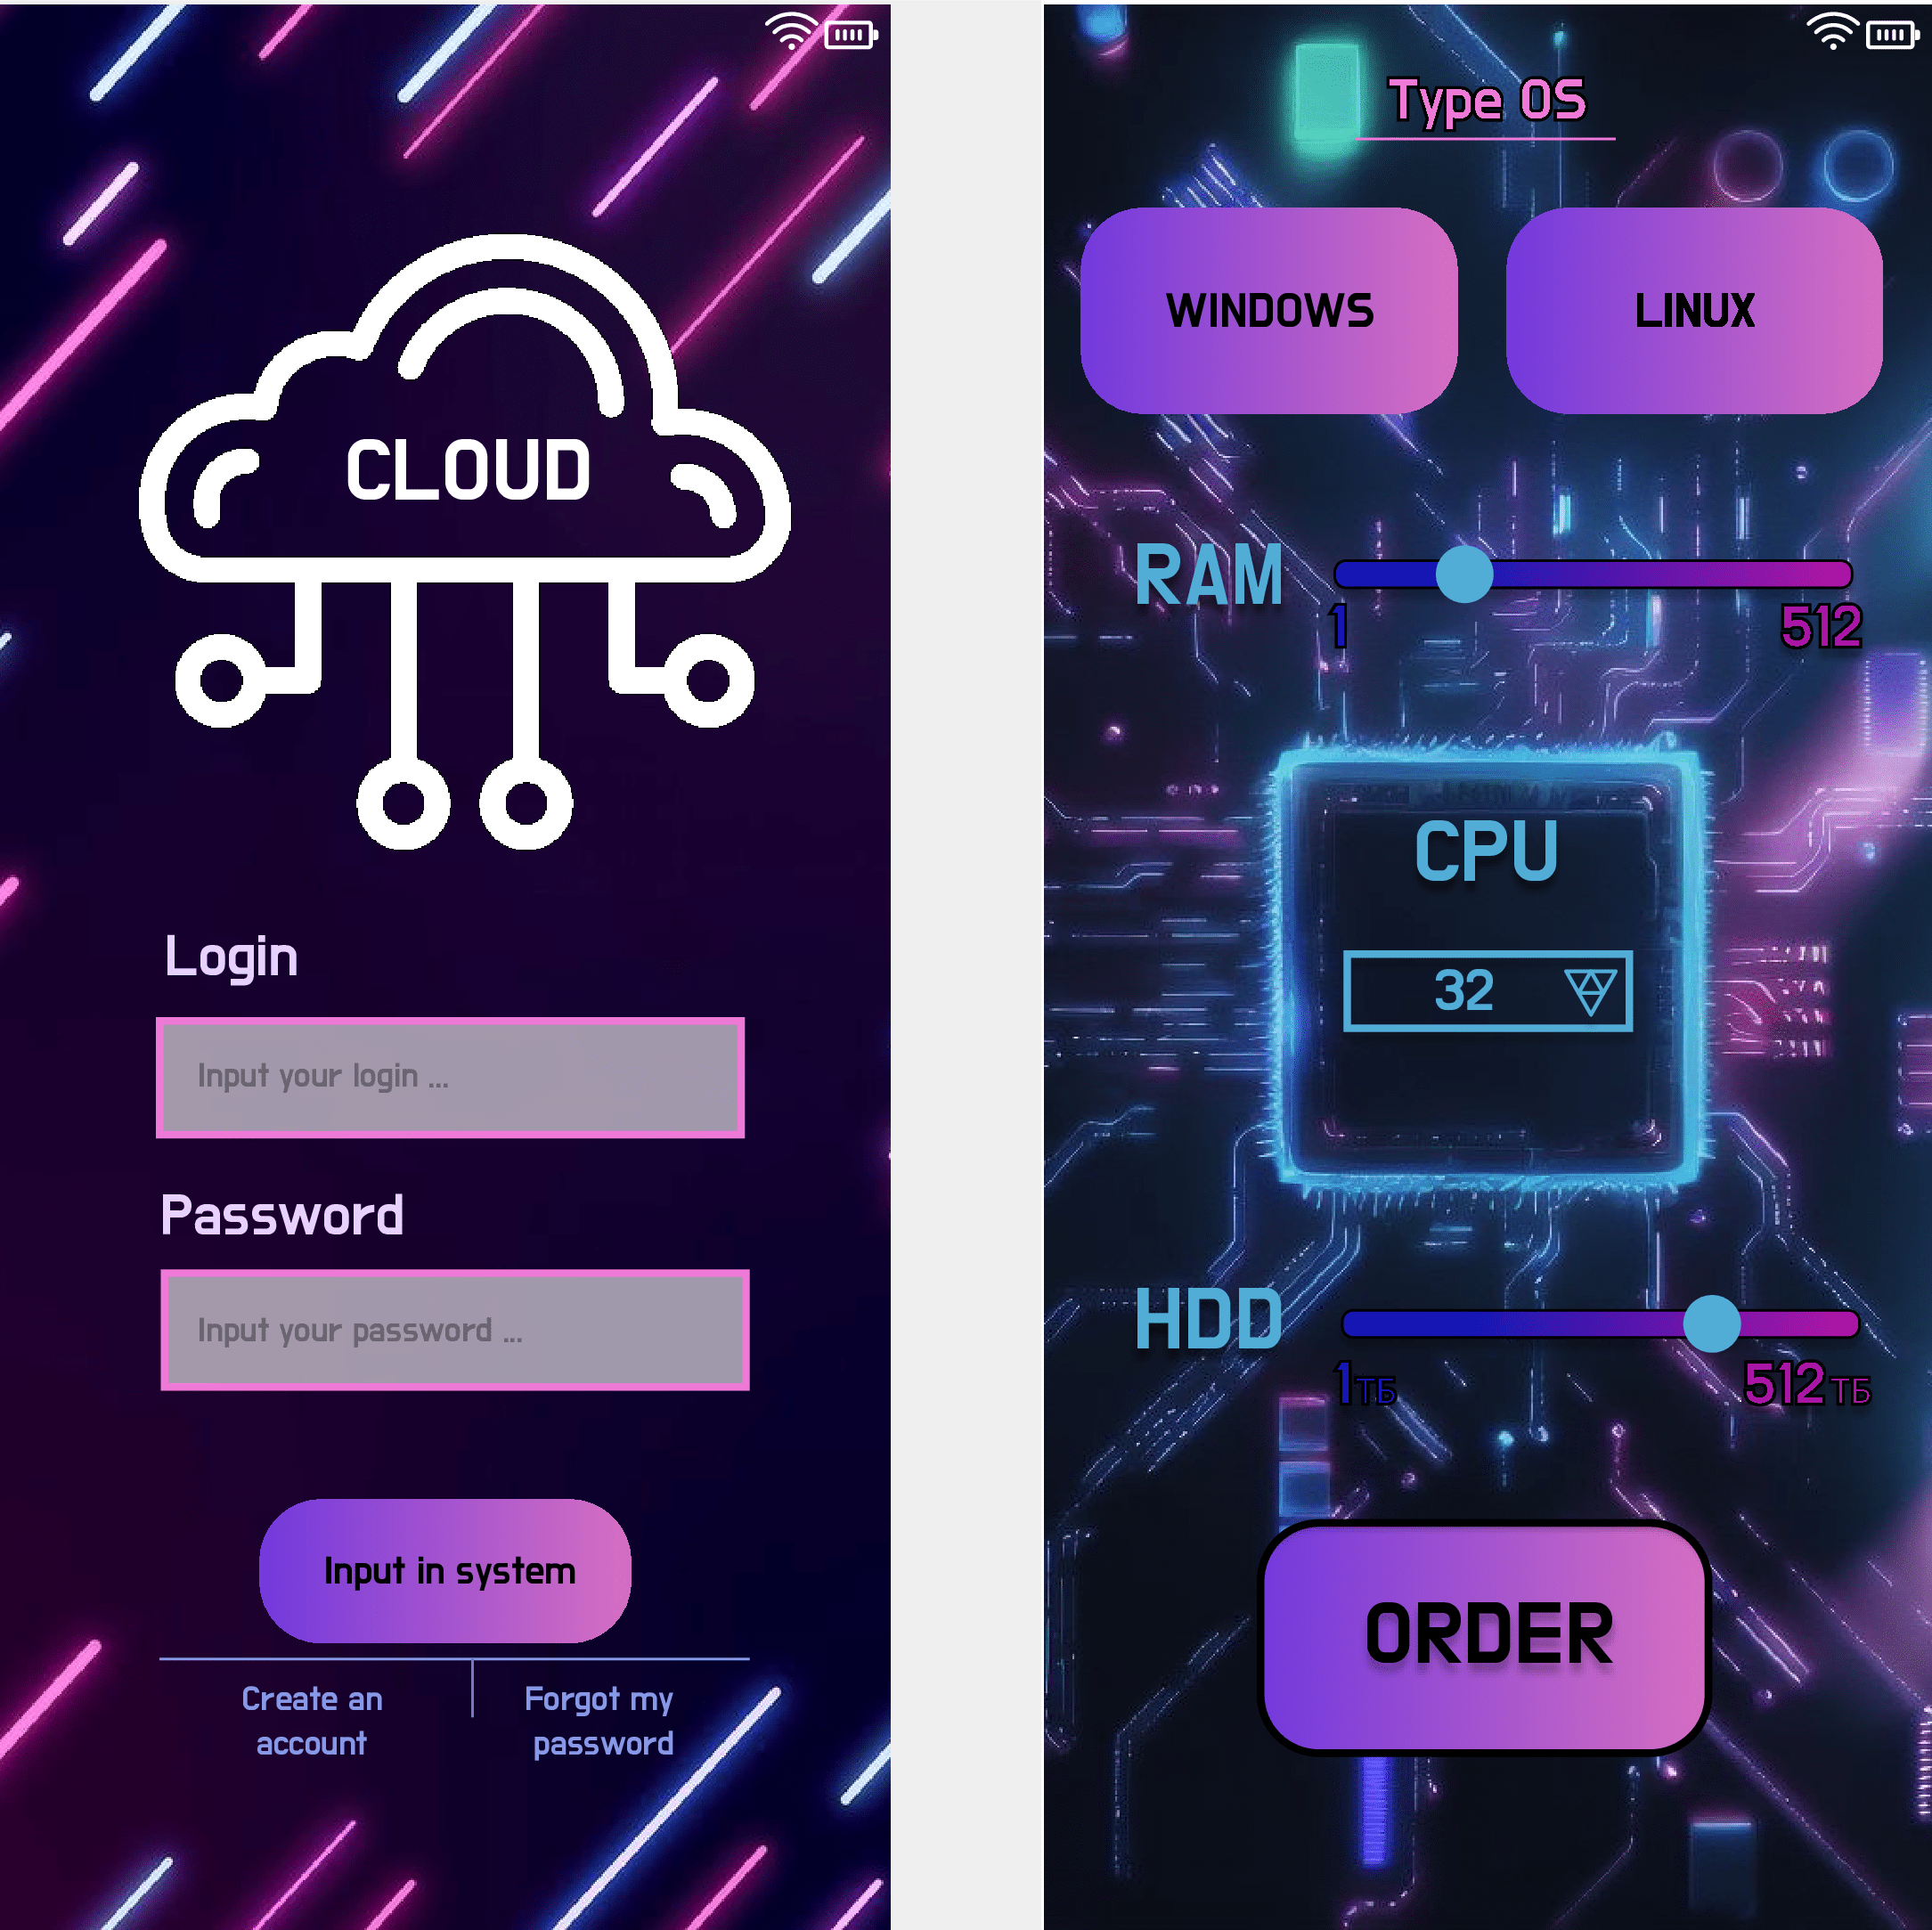 CLOUD
Login
Input your login ...
Password
Input your password ...
Input in system
Create an
account
Forgot my
password
Type OS
WINDOWS
LINUX
RAM
1
512
CPU
32
HDD
1ТБ
512ТБ
ORDER